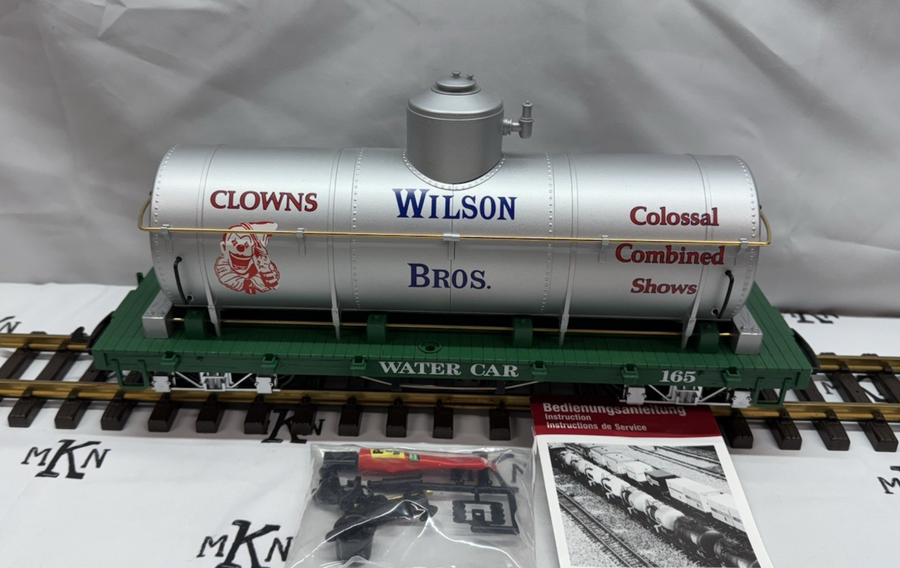 CLOWNS
WILSON
BROS.
Colossal
Combined
Shows
WATER CAR
165
Bedienungsanleitung
Instruction
Instructions de Service
MKN
MKN
MKN